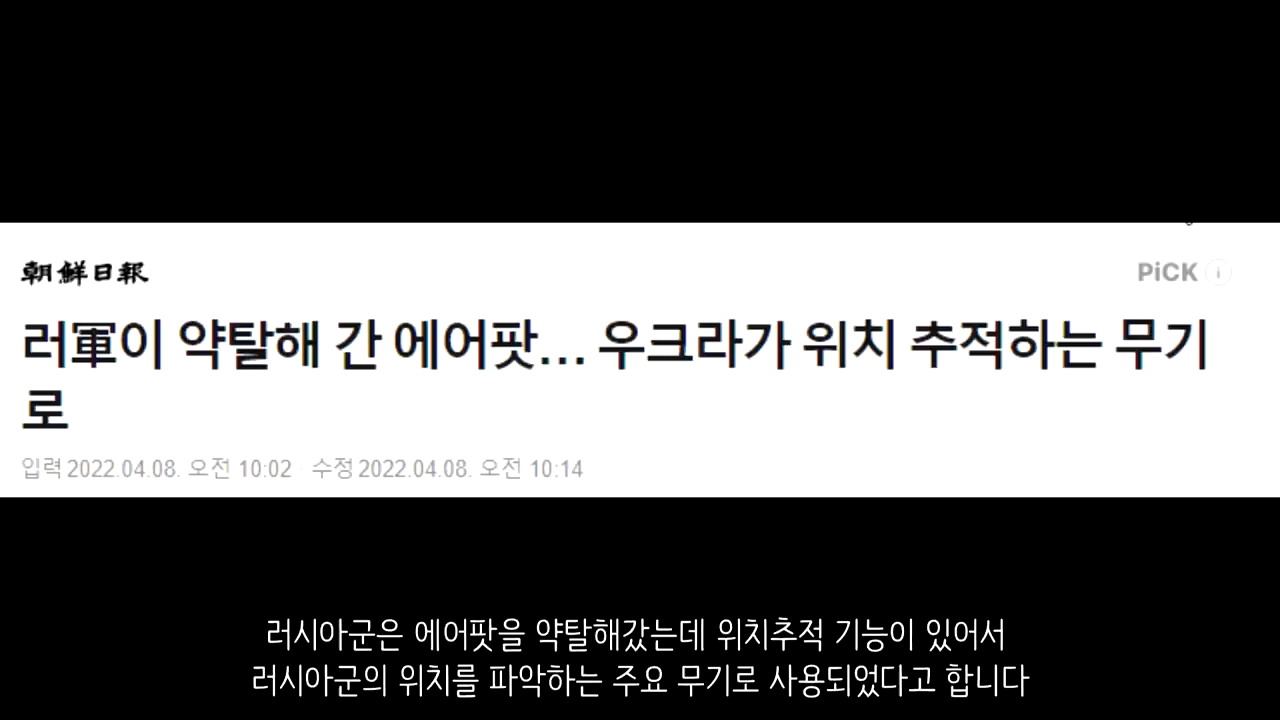 朝鮮日報
PiCK i
러軍이 약탈해 간 에어팟... 우크라가 위치 추적하는 무기
로
입력 2022.04.08. 오전 10:02 · 수정 2022.04.08. 오전 10:14
러시아군은 에어팟을 약탈해갔는데 위치추적 기능이 있어서
러시아군의 위치를 파악하는 주요 무기로 사용되었다고 합니다